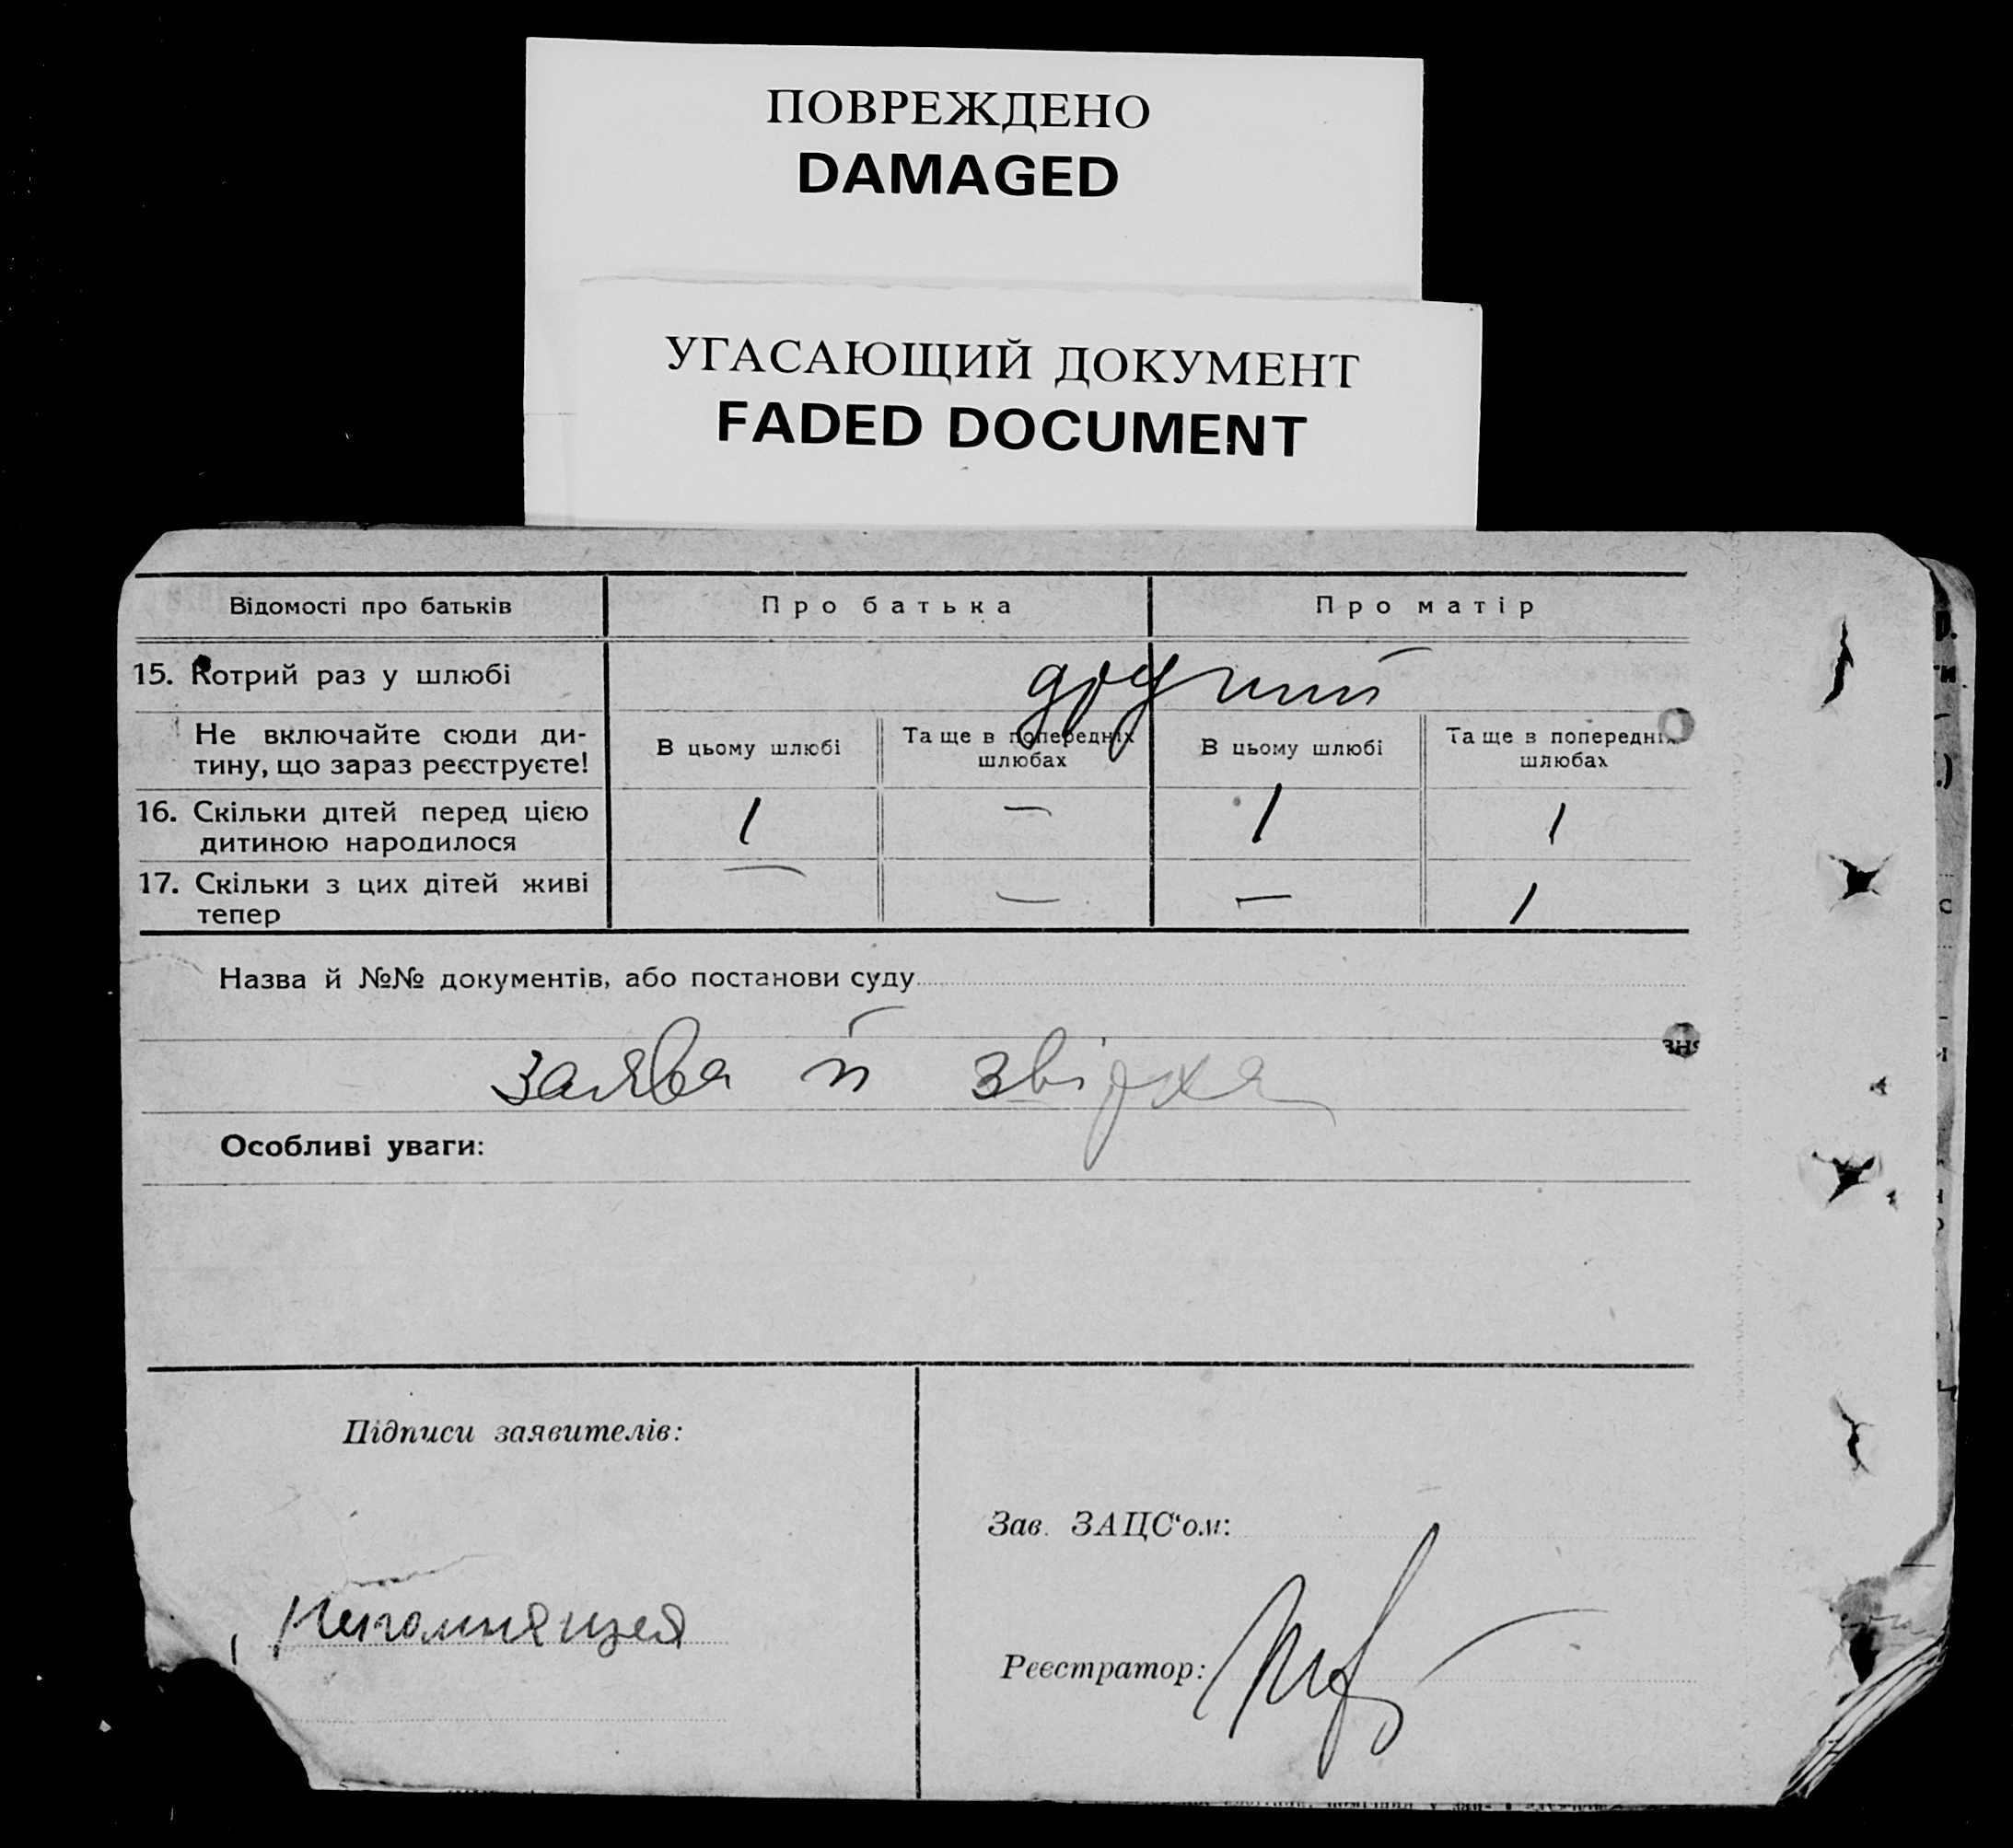 ПОВРЕЖДЕНО
DAMAGED
УГАСАЮЩИЙ ДОКУМЕНТ
FADED DOCUMENT
Відомості про батьків Про батька Про матір
15. Котрий раз у шлюбі другий
Не включайте сюди ди-
тину, що зараз реєструєте!
В цьому шлюбі
Та ще в попередніх
шлюбах
В цьому шлюбі
Та ще в попередніх
шлюбах
16. Скільки дітей перед цією
дитиною народилося
1 — 1 1
17. Скільки з цих дітей живі
тепер
— — — 1
Назва й №№ документів, або постанови суду
заява й
Особливі уваги:
Підписи заявителів:
Зав. ЗАЦС'ом:
Реєстратор: